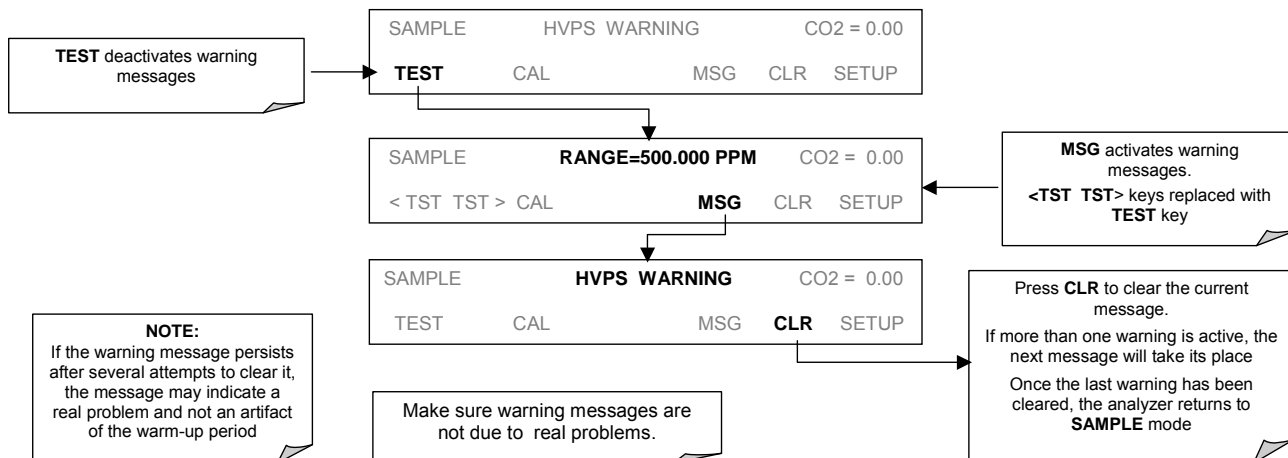 SAMPLE HVPS WARNING CO2 = 0.00
TEST CAL MSG CLR SETUP
TEST deactivates warning
messages
SAMPLE RANGE=500.000 PPM CO2 = 0.00
< TST TST > CAL MSG CLR SETUP
MSG activates warning
messages.
<TST TST> keys replaced with
TEST key
SAMPLE HVPS WARNING CO2 = 0.00
TEST CAL MSG CLR SETUP
Press CLR to clear the current
message.
If more than one warning is active, the
next message will take its place
Once the last warning has been
cleared, the analyzer returns to
SAMPLE mode
NOTE:
If the warning message persists
after several attempts to clear it,
the message may indicate a
real problem and not an artifact
of the warm-up period
Make sure warning messages are
not due to real problems.